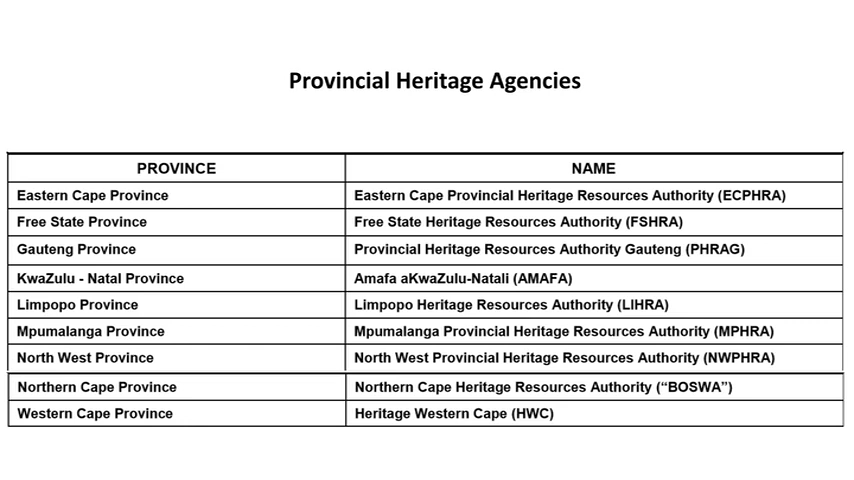 Provincial Heritage Agencies
PROVINCE NAME
Eastern Cape Province Eastern Cape Provincial Heritage Resources Authority (ECPHRA)
Free State Province Free State Heritage Resources Authority (FSHRA)
Gauteng Province Provincial Heritage Resources Authority Gauteng (PHRAG)
KwaZulu - Natal Province Amafa aKwaZulu-Natali (AMAFA)
Limpopo Province Limpopo Heritage Resources Authority (LIHRA)
Mpumalanga Province Mpumalanga Provincial Heritage Resources Authority (MPHRA)
North West Province North West Provincial Heritage Resources Authority (NWPHRA)
Northern Cape Province Northern Cape Heritage Resources Authority (“BOSWA”)
Western Cape Province Heritage Western Cape (HWC)